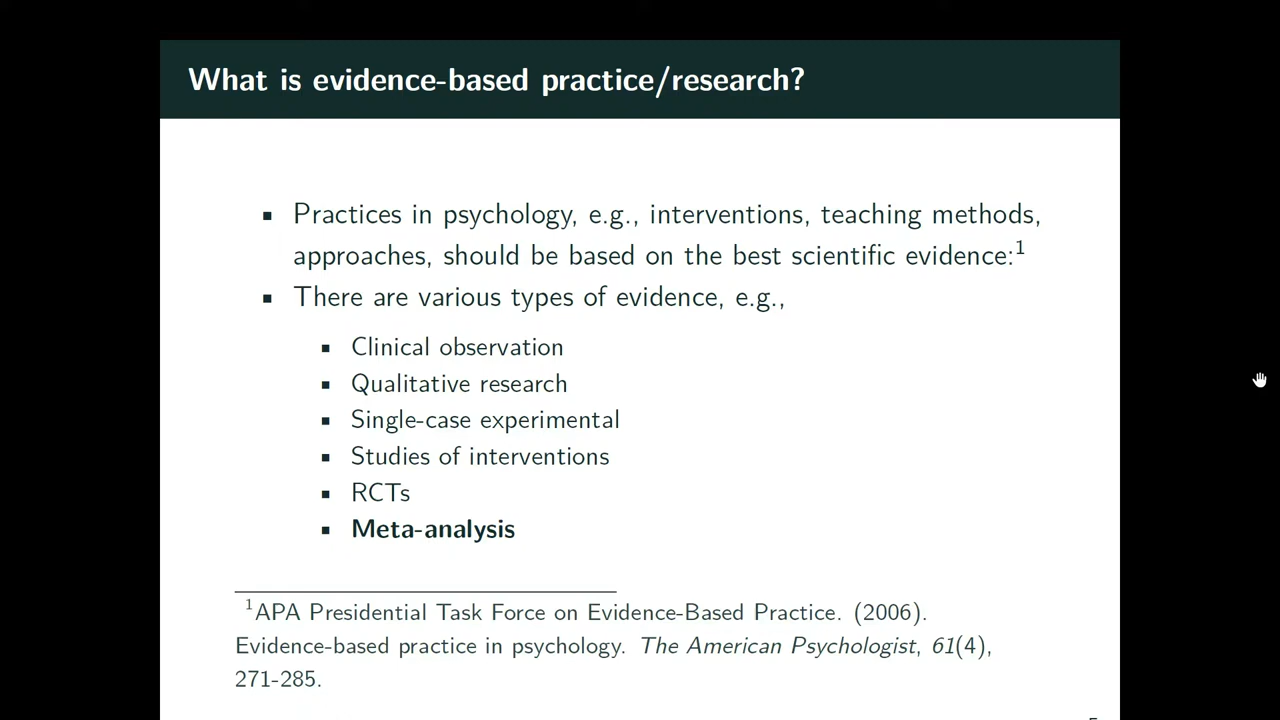 What is evidence-based practice/research?
▪ Practices in psychology, e.g., interventions, teaching methods,
approaches, should be based on the best scientific evidence:¹
▪ There are various types of evidence, e.g.,
▪ Clinical observation
▪ Qualitative research
▪ Single-case experimental
▪ Studies of interventions
▪ RCTs
▪ Meta-analysis
¹APA Presidential Task Force on Evidence-Based Practice. (2006).
Evidence-based practice in psychology. The American Psychologist, 61(4),
271-285.